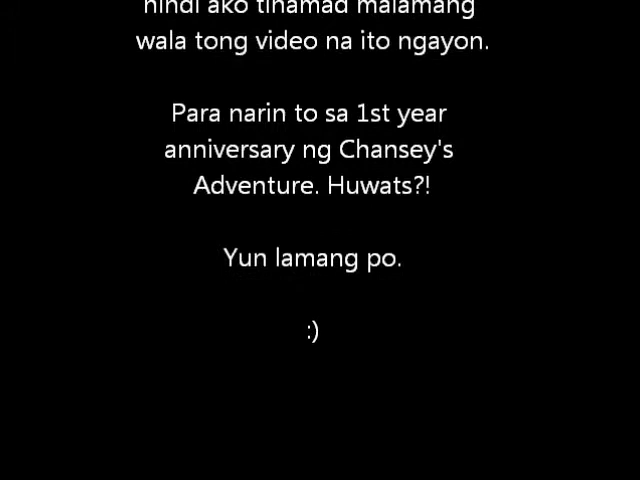 hindi ako tinamad malamang
wala tong video na ito ngayon.
Para narin to sa 1st year
anniversary ng Chansey's
Adventure. Huwats?!
Yun lamang po.
:)